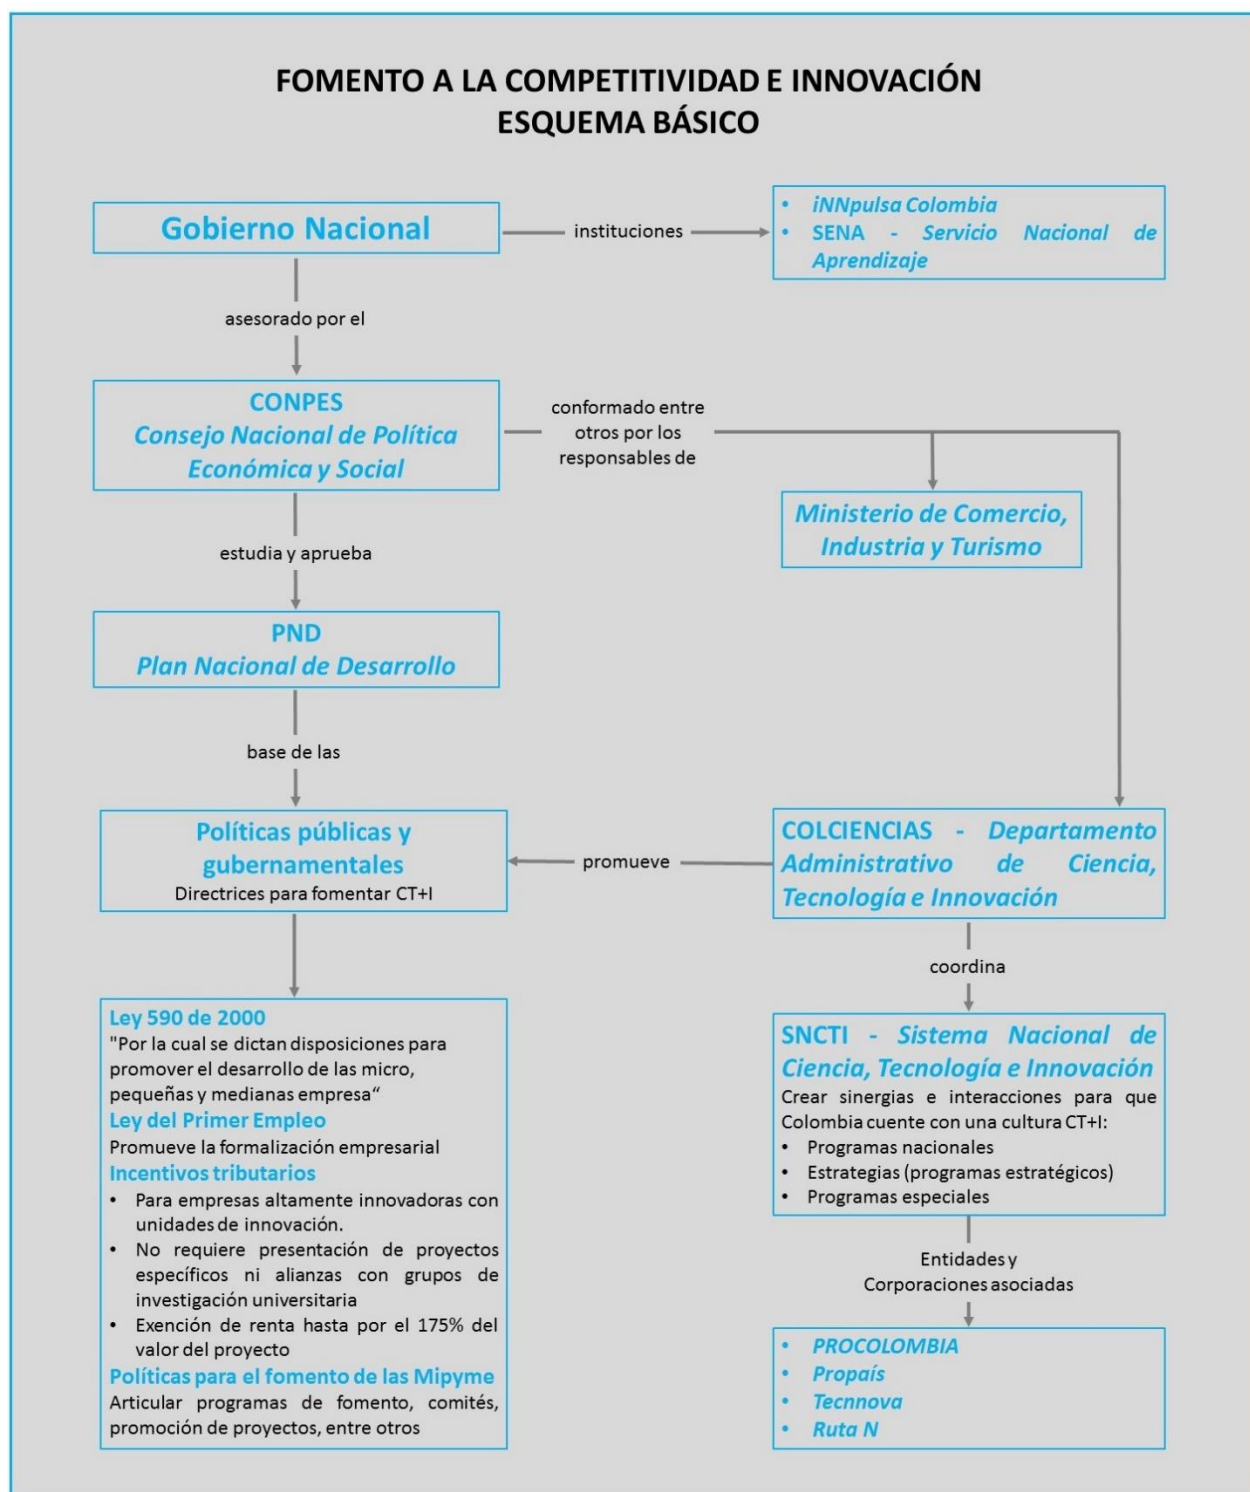 FOMENTO A LA COMPETITIVIDAD E INNOVACIÓN
ESQUEMA BÁSICO
Gobierno Nacional
instituciones
• iNNpulsa Colombia
• SENA - Servicio Nacional de
Aprendizaje
asesorado por el
CONPES
Consejo Nacional de Política
Económica y Social
conformado entre
otros por los
responsables de
Ministerio de Comercio,
Industria y Turismo
estudia y aprueba
PND
Plan Nacional de Desarrollo
base de las
Políticas públicas y
gubernamentales
Directrices para fomentar CT+I
promueve
COLCIENCIAS - Departamento
Administrativo de Ciencia,
Tecnología e Innovación
coordina
Ley 590 de 2000
"Por la cual se dictan disposiciones para
promover el desarrollo de las micro,
pequeñas y medianas empresa“
Ley del Primer Empleo
Promueve la formalización empresarial
Incentivos tributarios
• Para empresas altamente innovadoras con
unidades de innovación.
• No requiere presentación de proyectos
específicos ni alianzas con grupos de
investigación universitaria
• Exención de renta hasta por el 175% del
valor del proyecto
Políticas para el fomento de las Mipyme
Articular programas de fomento, comités,
promoción de proyectos, entre otros
SNCTI - Sistema Nacional de
Ciencia, Tecnología e Innovación
Crear sinergias e interacciones para que
Colombia cuente con una cultura CT+I:
• Programas nacionales
• Estrategias (programas estratégicos)
• Programas especiales
Entidades y
Corporaciones asociadas
• PROCOLOMBIA
• Propaís
• Tecnnova
• Ruta N